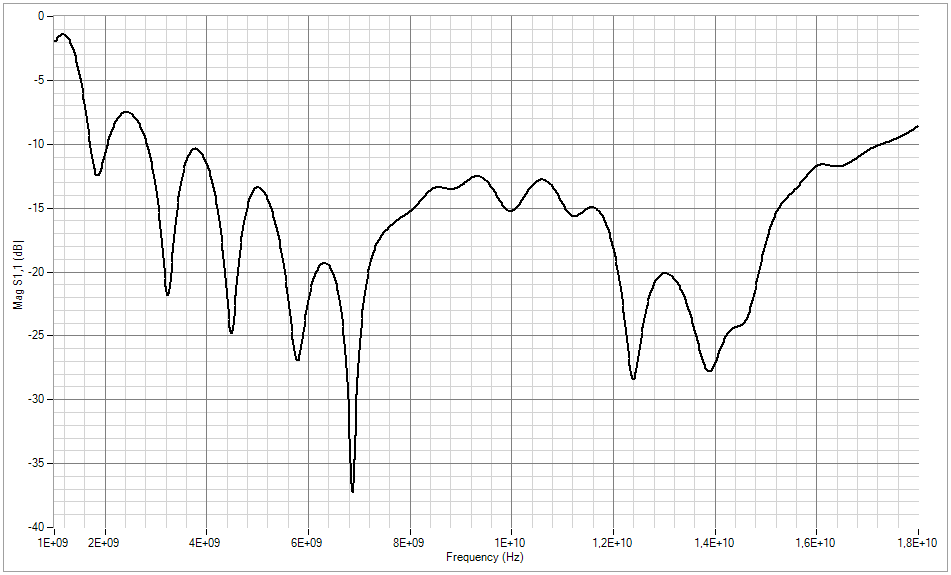 0
-5
-10
-15
-20
-25
-30
-35
-40
Mag S1,1 (dB|
1E+09
2E+09
4E+09
6E+09
8E+09
1E+10
1,2E+10
1,4E+10
1,6E+10
1,8E+10
Frequency (Hz)